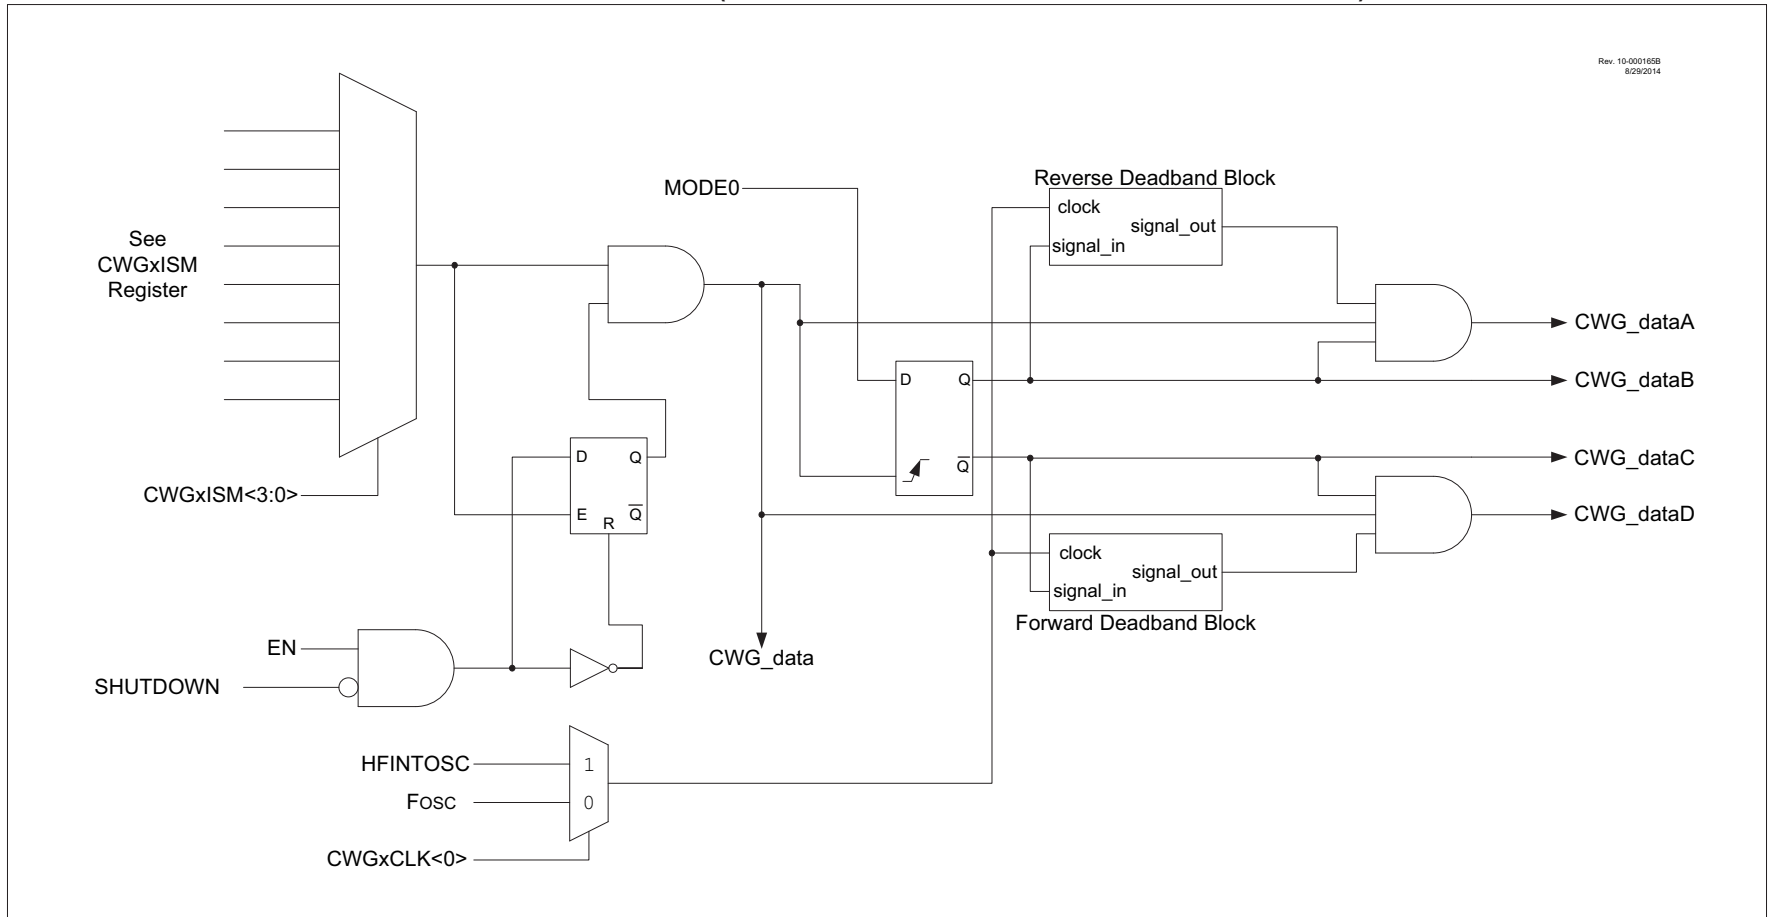 Rev. 10-000165B
8/29/2014
See
CWGxISM
Register
CWGxISM<3:0>
MODE0
Reverse Deadband Block
clock
signal_out
signal_in
CWG_dataA
D
Q
CWG_dataB
Q
CWG_dataC
CWG_dataD
D
Q
E
R
Q
clock
signal_out
signal_in
Forward Deadband Block
CWG_data
EN
SHUTDOWN
HFINTOSC
1
FOSC
0
CWGxCLK<0>